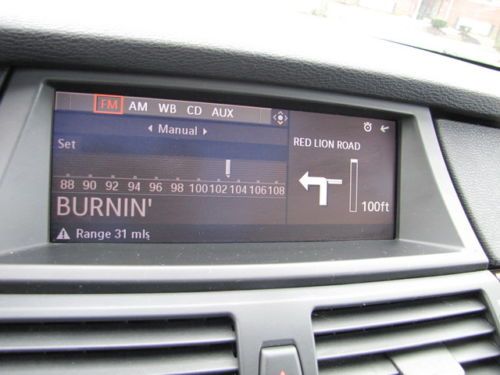 FM AM WB CD AUX
Manual
Set
88 90 92 94 96 98 100 102 104 106 108
BURNIN'
Range 31 mls
RED LION ROAD
100ft